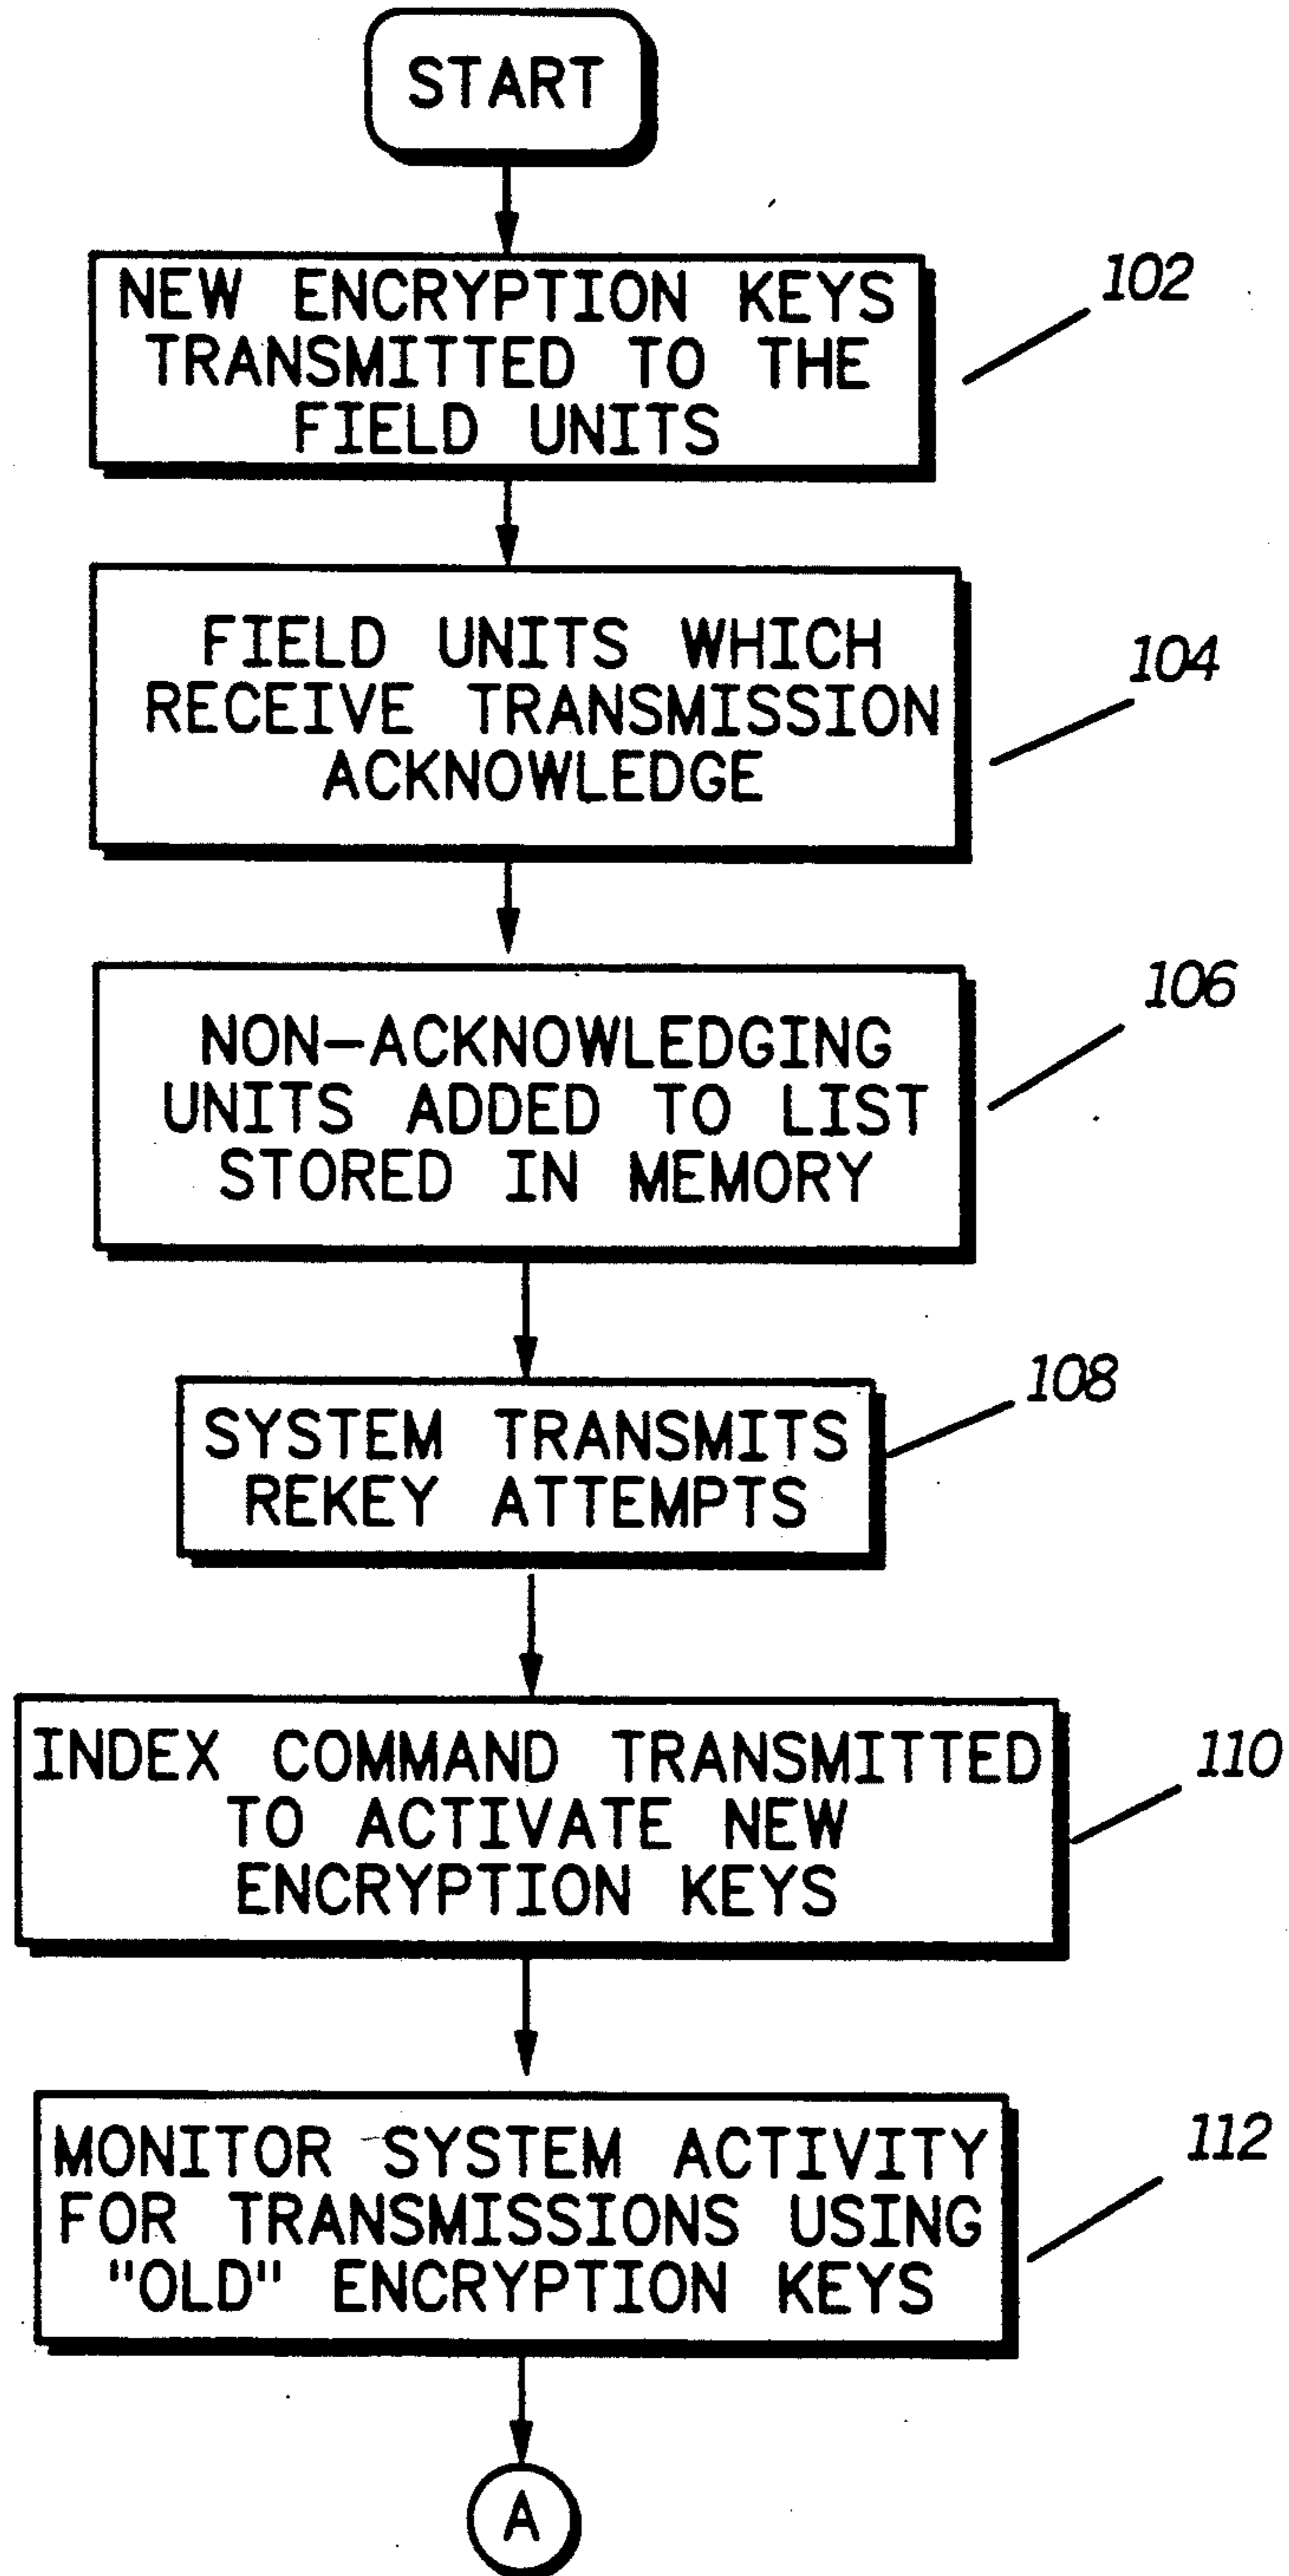 START
NEW ENCRYPTION KEYS
TRANSMITTED TO THE
FIELD UNITS
102
FIELD UNITS WHICH
RECEIVE TRANSMISSION
ACKNOWLEDGE
104
NON-ACKNOWLEDGING
UNITS ADDED TO LIST
STORED IN MEMORY
106
SYSTEM TRANSMITS
REKEY ATTEMPTS
108
INDEX COMMAND TRANSMITTED
TO ACTIVATE NEW
ENCRYPTION KEYS
110
MONITOR SYSTEM ACTIVITY
FOR TRANSMISSIONS USING
"OLD" ENCRYPTION KEYS
112
A